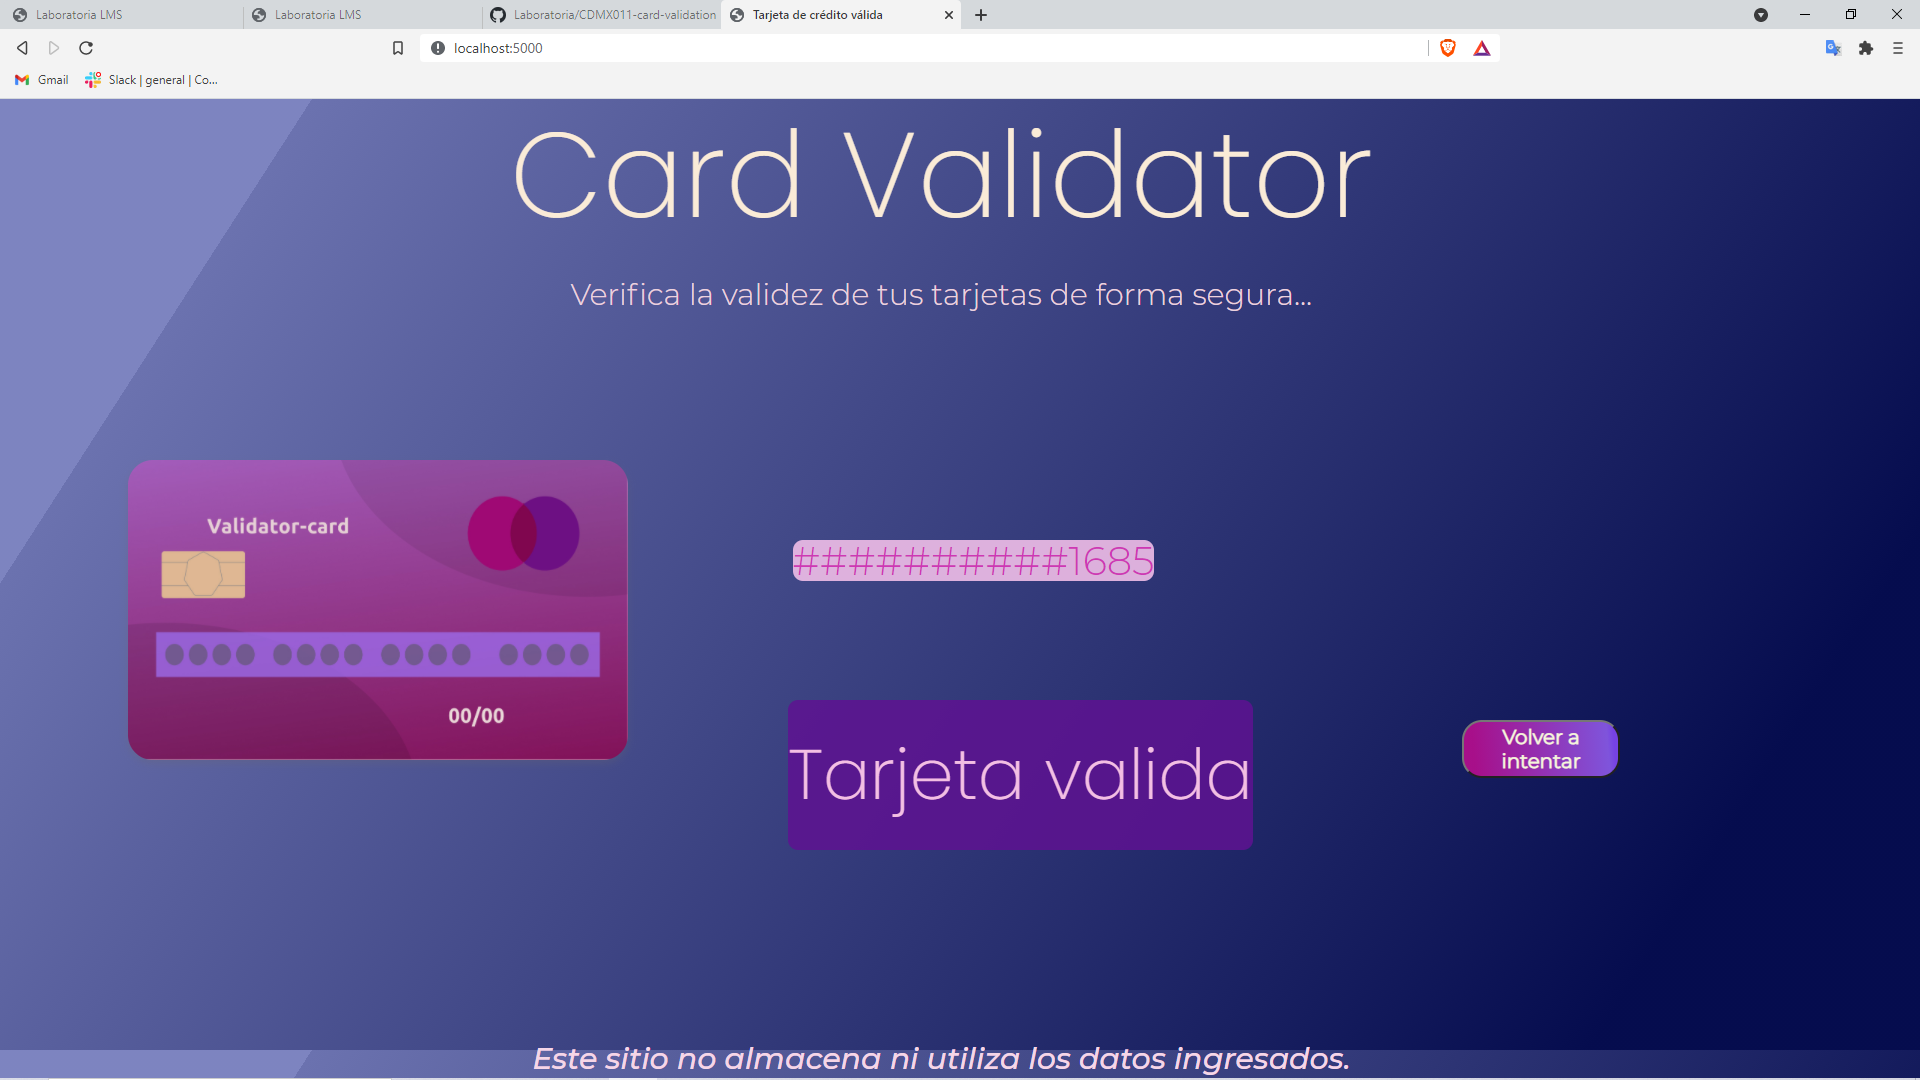 Laboratoria LMS
Laboratoria LMS
Laboratoria/CDMX011-card-validation
Tarjeta de crédito válida
localhost:5000
Gmail
Slack | general | Co...
Card Validator
Verifica la validez de tus tarjetas de forma segura...
Validator-card
00/00
##########1685
Tarjeta valida
Volver a
intentar
Este sitio no almacena ni utiliza los datos ingresados.